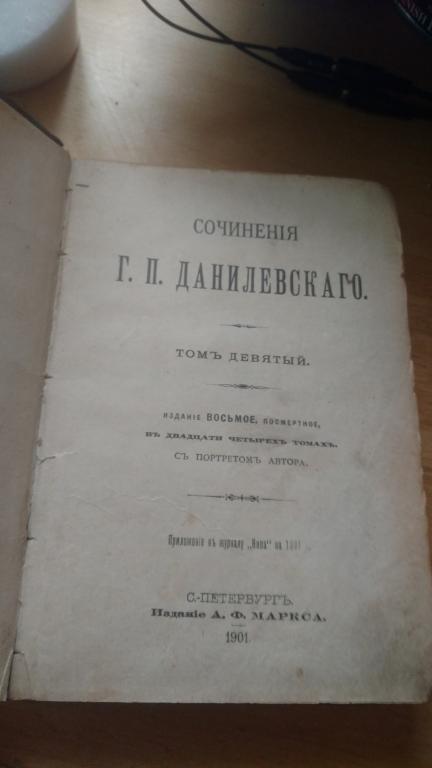 СОЧИНЕНІЯ
Г. П. ДАНИЛЕВСКАГО.
ТОМЪ ДЕВЯТЫЙ.
ИЗДАНІЕ ВОСЬМОЕ, ПОСМЕРТНОЕ,
ВЪ ДВАДЦАТИ ЧЕТЫРЕХЪ ТОМАХЪ.
СЪ ПОРТРЕТОМЪ АВТОРА.
Приложеніе къ журналу „Нива" на 1901
С.-ПЕТЕРБУРГЪ.
Изданіе А. Ф. МАРКСА.
1901.